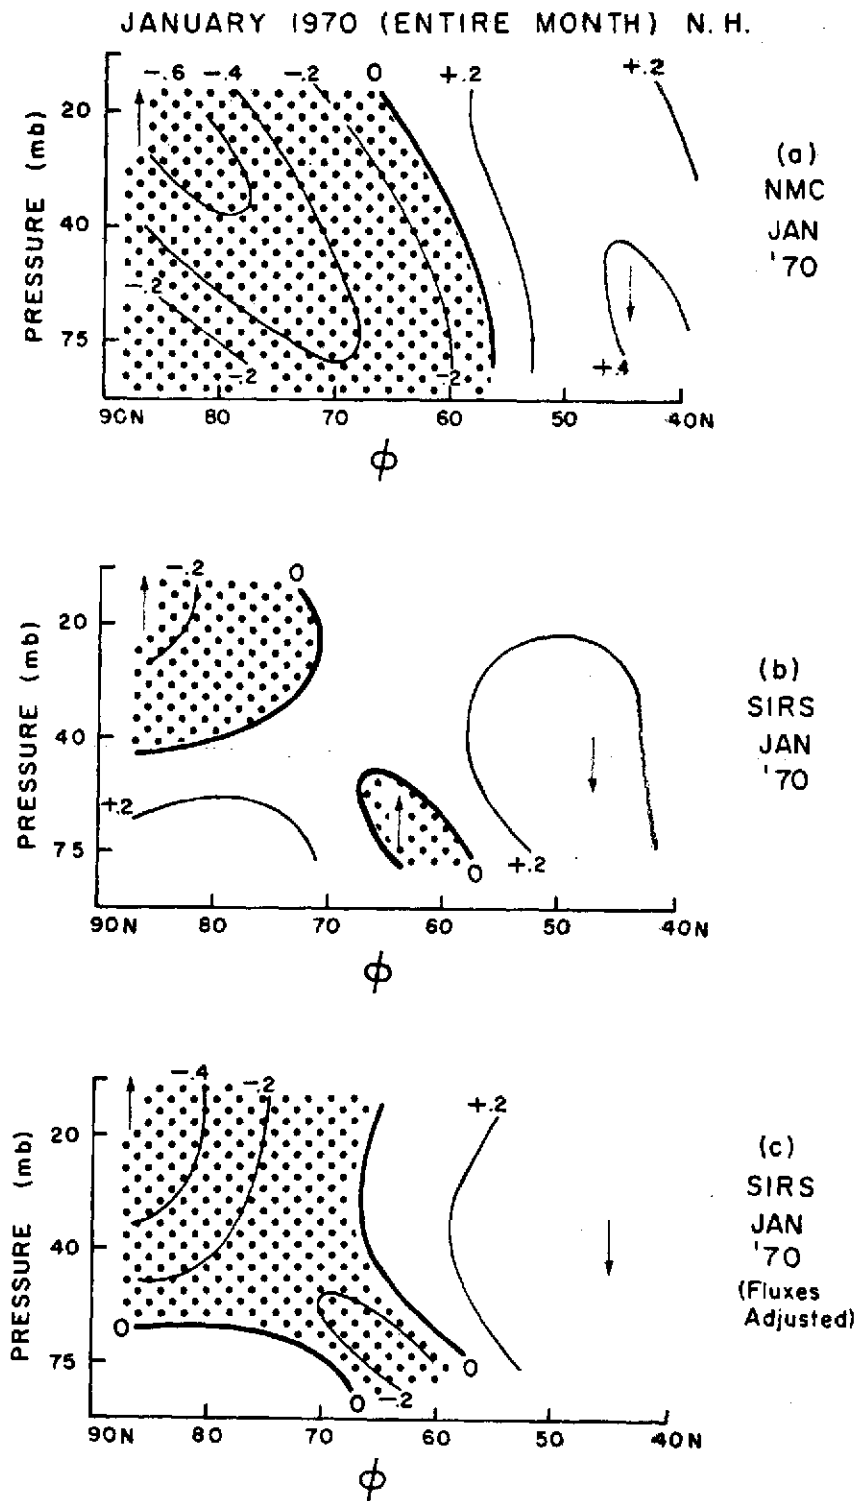 JANUARY 1970 (ENTIRE MONTH) N.H.
-.6 -.4 -.2 0 +.2 +.2
20
40
75
PRESSURE (mb)
-.2
-.2 -.2 +.4
90N 80 70 60 50 40N
ϕ
(a)
NMC
JAN
'70
-.2 0
20
40
75
PRESSURE (mb)
+.2
0 +.2
90N 80 70 60 50 40N
ϕ
(b)
SIRS
JAN
'70
-.4 -.2 +.2
20
40
75
PRESSURE (mb)
0
0
0 -.2
90N 80 70 60 50 40N
ϕ
(c)
SIRS
JAN
'70
(Fluxes
Adjusted)